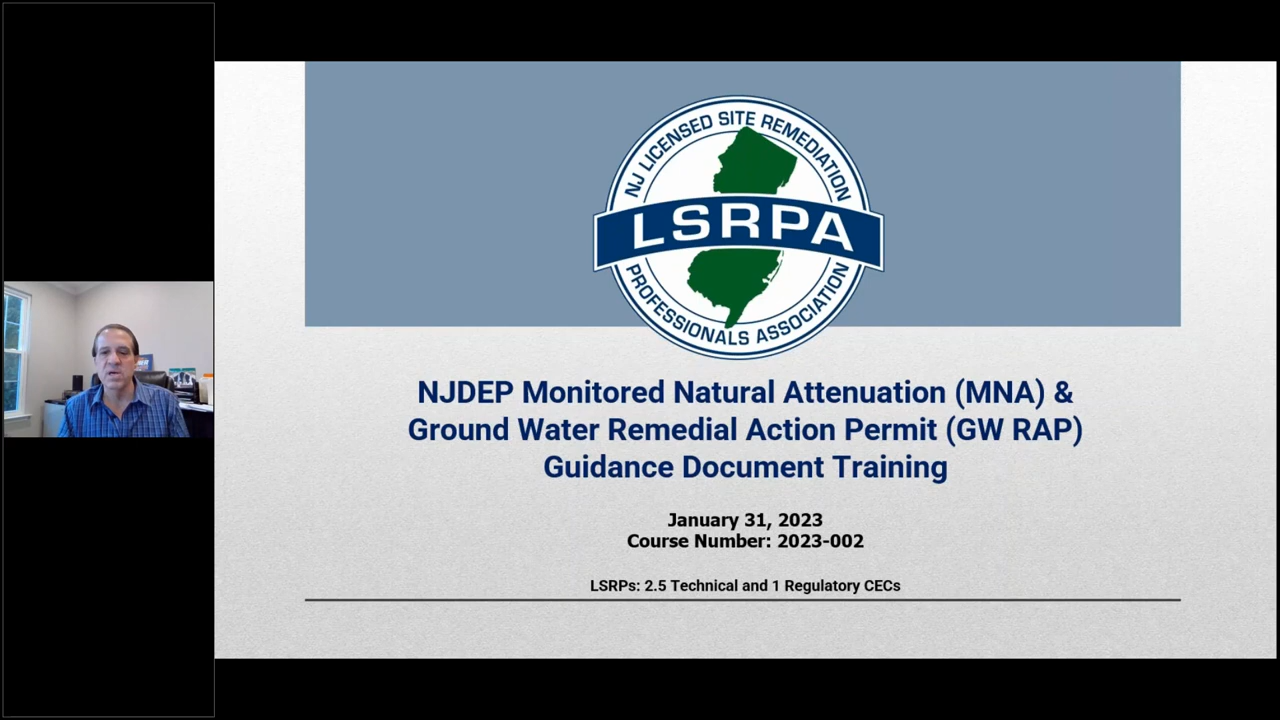 NJ LICENSED SITE REMEDIATION
LSRPA
PROFESSIONALS ASSOCIATION
NJDEP Monitored Natural Attenuation (MNA) &
Ground Water Remedial Action Permit (GW RAP)
Guidance Document Training
January 31, 2023
Course Number: 2023-002
LSRPs: 2.5 Technical and 1 Regulatory CECs